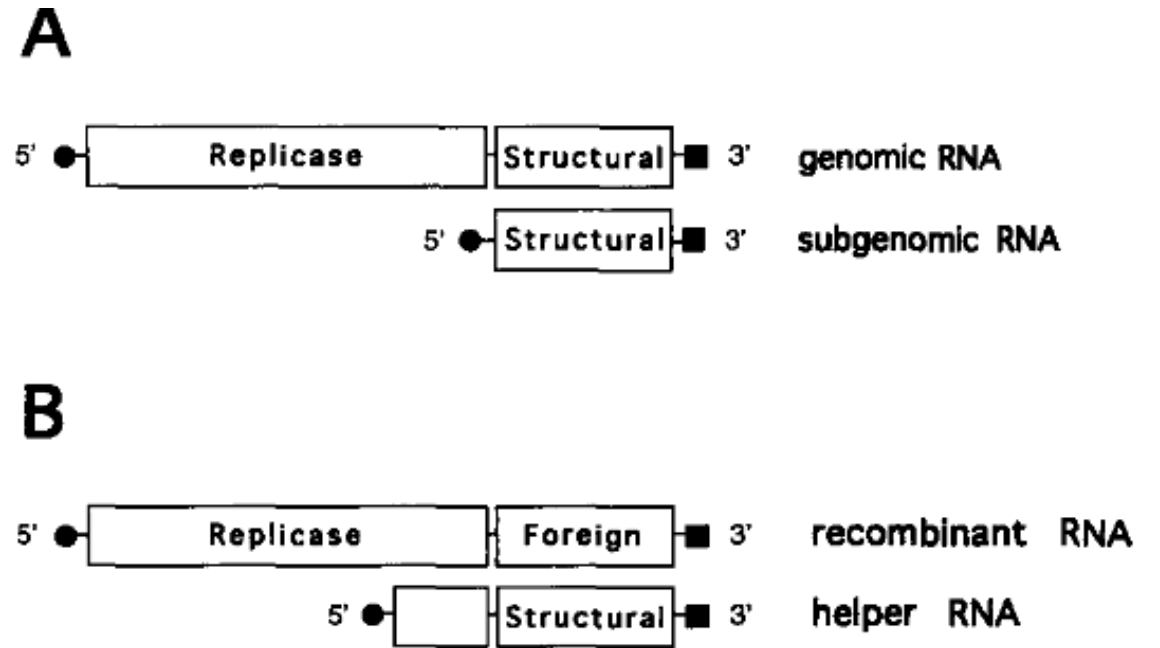 A
5' Replicase Structural 3' genomic RNA
5' Structural 3' subgenomic RNA
B
5' Replicase Foreign 3' recombinant RNA
5' Structural 3' helper RNA